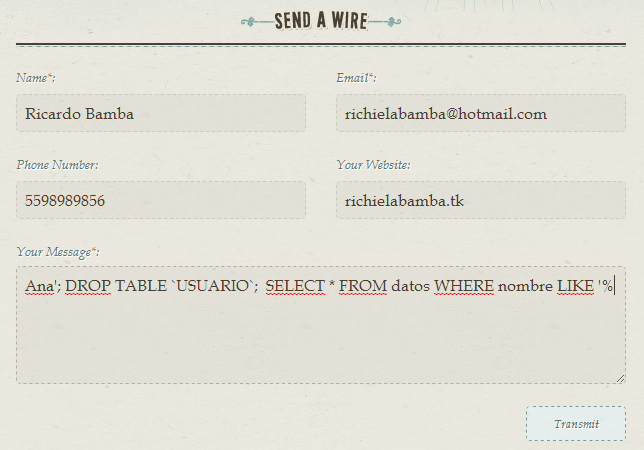 SEND A WIRE
Name*: Email*:
Ricardo Bamba richielabamba@hotmail.com
Phone Number: Your Website:
5598989856 richielabamba.tk
Your Message*:
Ana'; DROP TABLE `USUARIO`;  SELECT * FROM datos WHERE nombre LIKE '%
Transmit